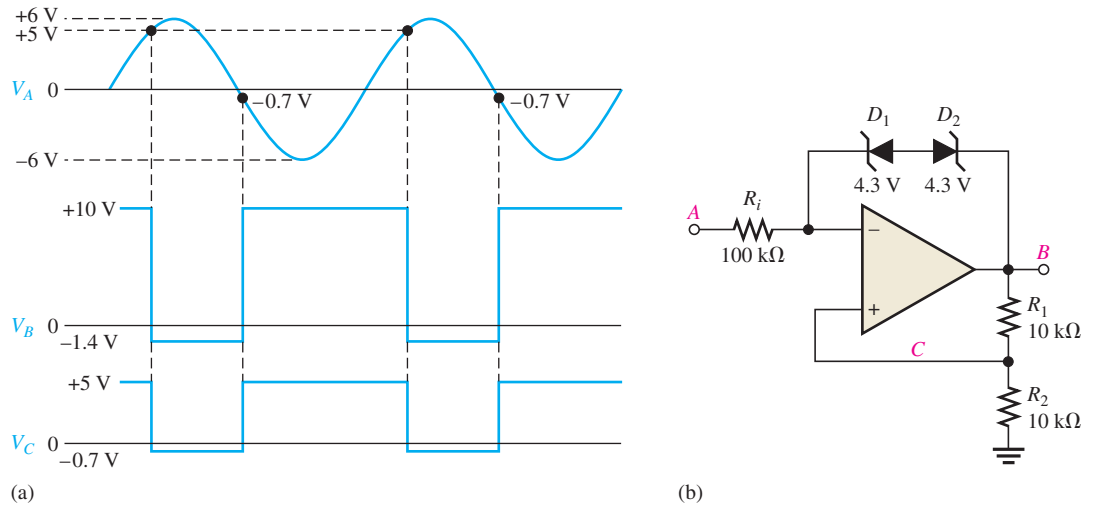 +6 V
+5 V
V_A 0
−0.7 V
−0.7 V
−6 V
+10 V
V_B 0
−1.4 V
+5 V
V_C 0
−0.7 V
(a)
D_1 D_2
4.3 V 4.3 V
A
R_i
100 kΩ
−
+
B
R_1
10 kΩ
C
R_2
10 kΩ
(b)